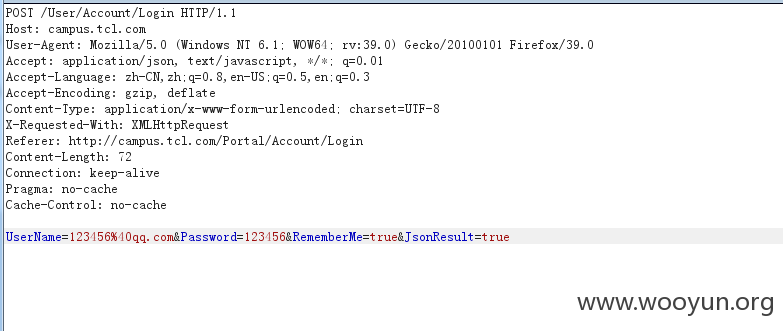 POST /User/Account/Login HTTP/1.1
Host: campus.tcl.com
User-Agent: Mozilla/5.0 (Windows NT 6.1; WOW64; rv:39.0) Gecko/20100101 Firefox/39.0
Accept: application/json, text/javascript, */*; q=0.01
Accept-Language: zh-CN,zh;q=0.8,en-US;q=0.5,en;q=0.3
Accept-Encoding: gzip, deflate
Content-Type: application/x-www-form-urlencoded; charset=UTF-8
X-Requested-With: XMLHttpRequest
Referer: http://campus.tcl.com/Portal/Account/Login
Content-Length: 72
Connection: keep-alive
Pragma: no-cache
Cache-Control: no-cache
UserName=123456%40qq.com&Password=123456&RememberMe=true&JsonResult=true
www.wooyun.org